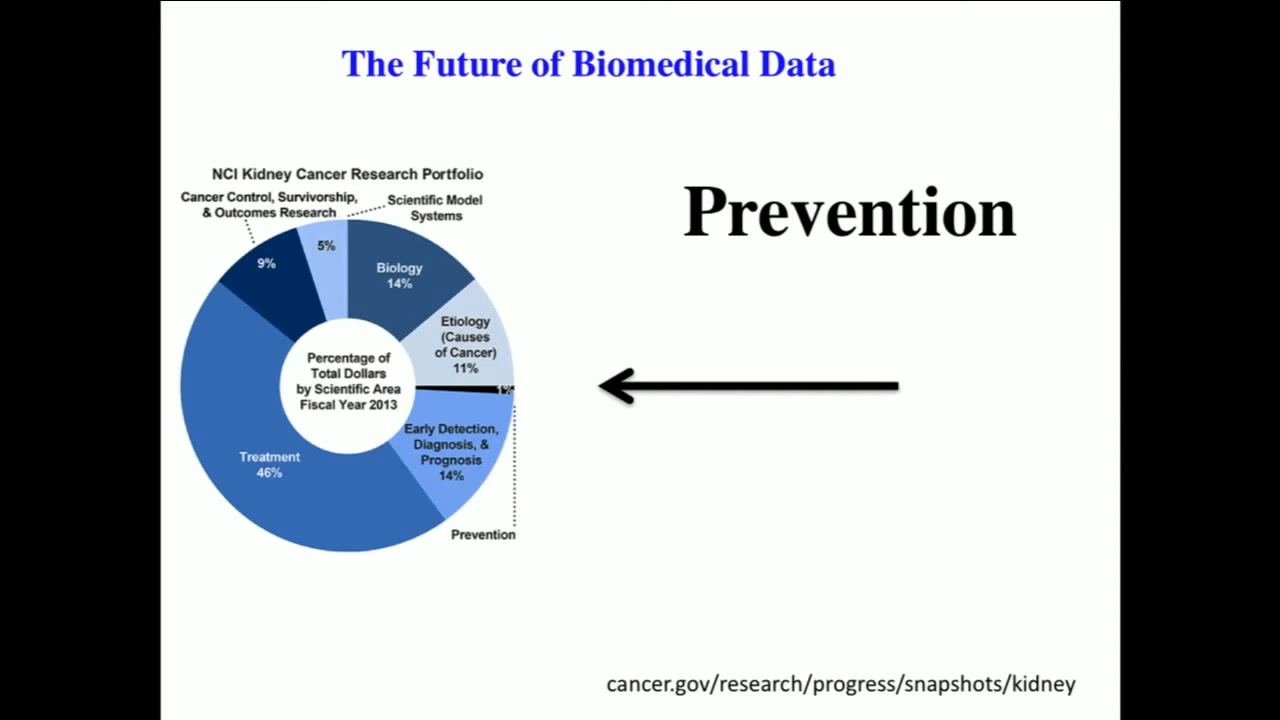 The Future of Biomedical Data
NCI Kidney Cancer Research Portfolio
Cancer Control, Survivorship,
& Outcomes Research
Scientific Model
Systems
5%
9%
Biology
14%
Etiology
(Causes
of Cancer)
11%
1%
Percentage of
Total Dollars
by Scientific Area
Fiscal Year 2013
Early Detection,
Diagnosis, &
Prognosis
14%
Treatment
46%
Prevention
Prevention
cancer.gov/research/progress/snapshots/kidney